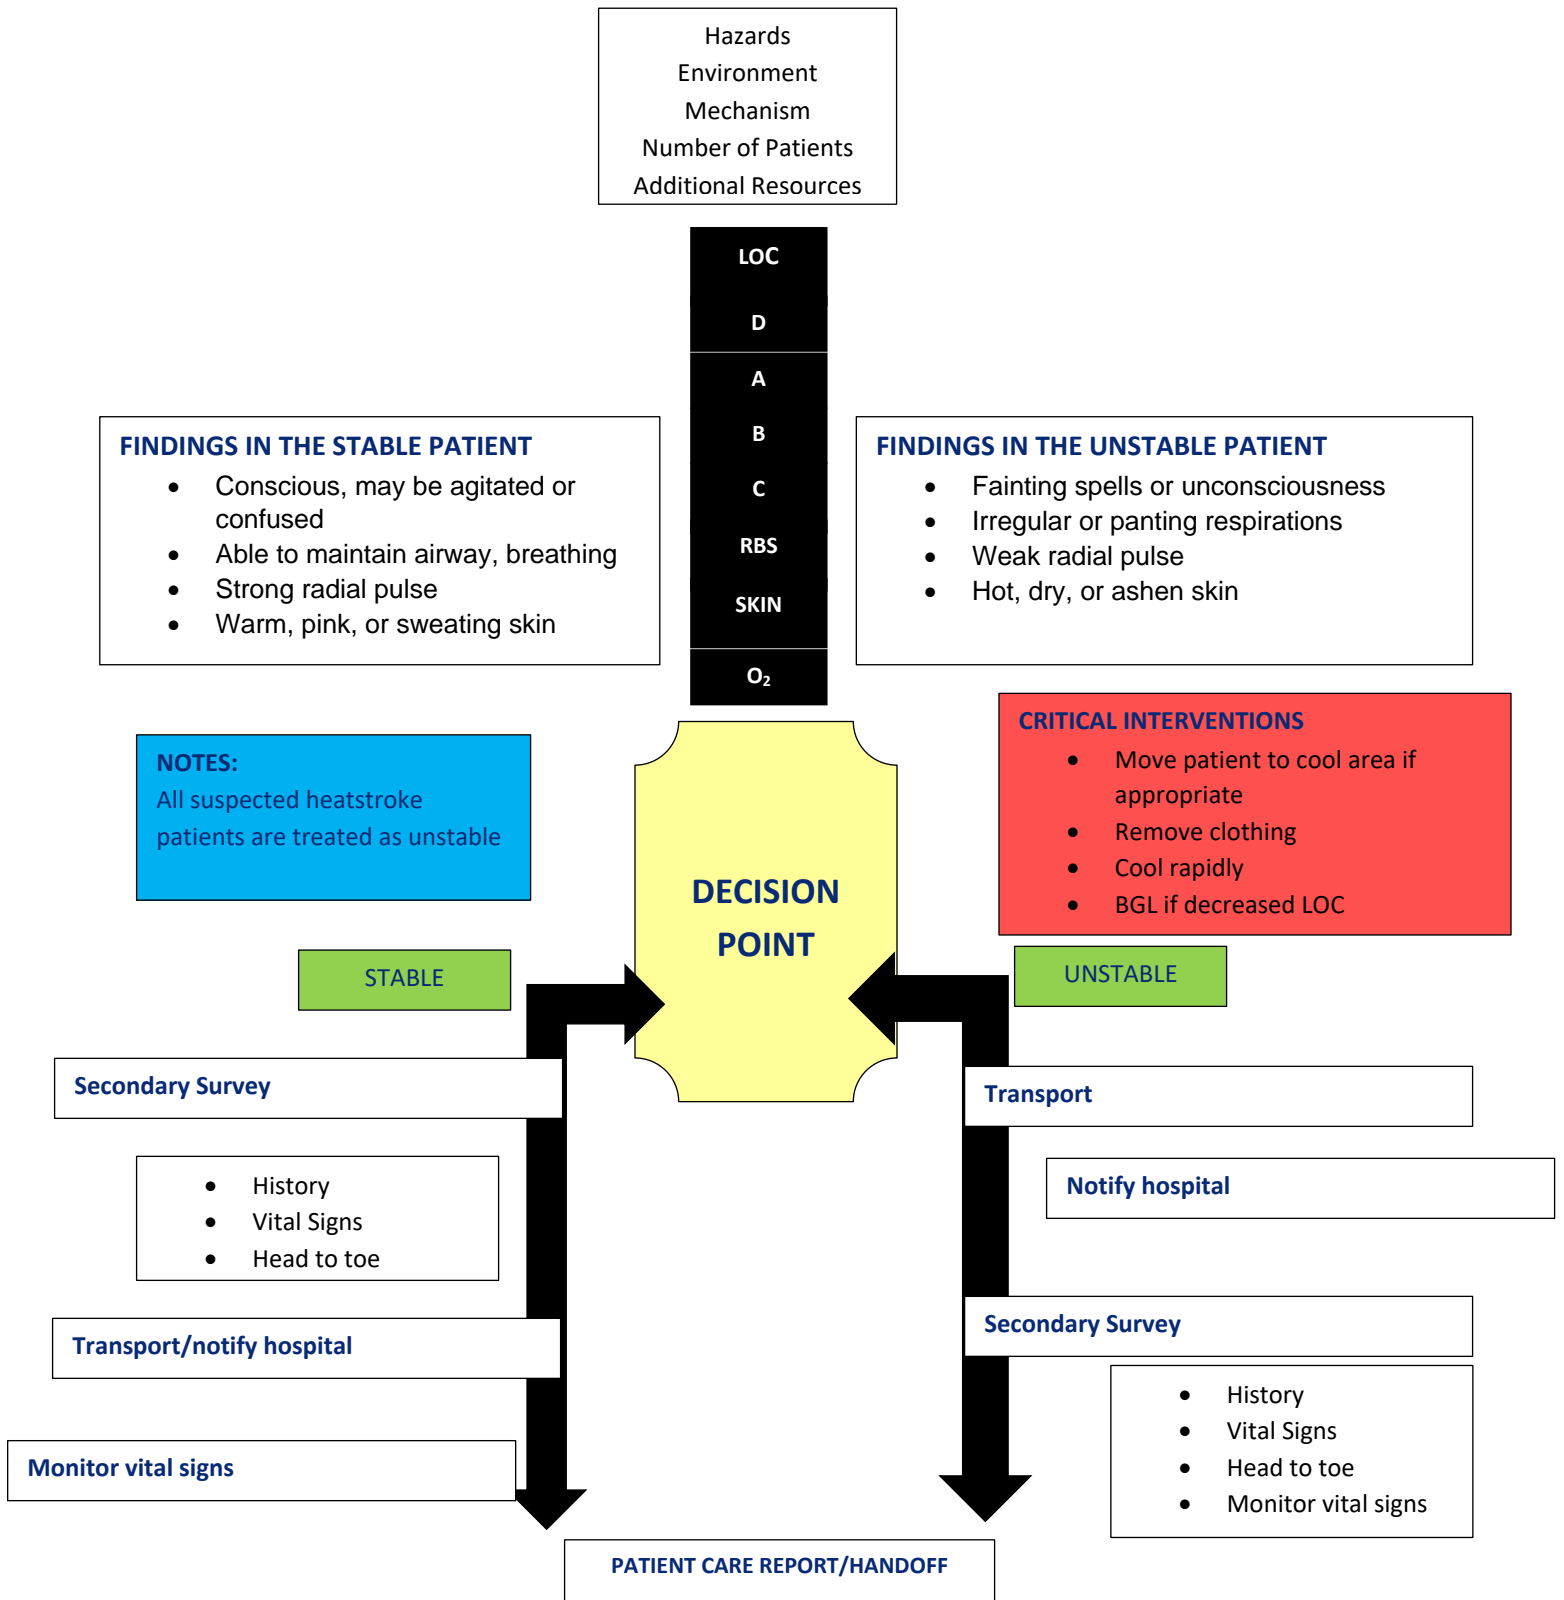 Hazards
Environment
Mechanism
Number of Patients
Additional Resources
LOC
D
A
B
C
RBS
SKIN
O₂
FINDINGS IN THE STABLE PATIENT
• Conscious, may be agitated or
confused
• Able to maintain airway, breathing
• Strong radial pulse
• Warm, pink, or sweating skin
FINDINGS IN THE UNSTABLE PATIENT
• Fainting spells or unconsciousness
• Irregular or panting respirations
• Weak radial pulse
• Hot, dry, or ashen skin
NOTES:
All suspected heatstroke
patients are treated as unstable
CRITICAL INTERVENTIONS
• Move patient to cool area if
appropriate
• Remove clothing
• Cool rapidly
• BGL if decreased LOC
DECISION
POINT
STABLE
UNSTABLE
Secondary Survey
• History
• Vital Signs
• Head to toe
Transport/notify hospital
Monitor vital signs
Transport
Notify hospital
Secondary Survey
• History
• Vital Signs
• Head to toe
• Monitor vital signs
PATIENT CARE REPORT/HANDOFF